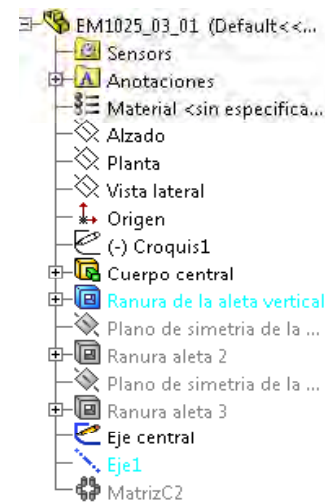 EM1025_03_01 (Default<<...
Sensors
Anotaciones
Material <sin especifica...
Alzado
Planta
Vista lateral
Origen
(-) Croquis1
Cuerpo central
Ranura de la aleta vertical
Plano de simetria de la ...
Ranura aleta 2
Plano de simetria de la ...
Ranura aleta 3
Eje central
Eje1
MatrizC2